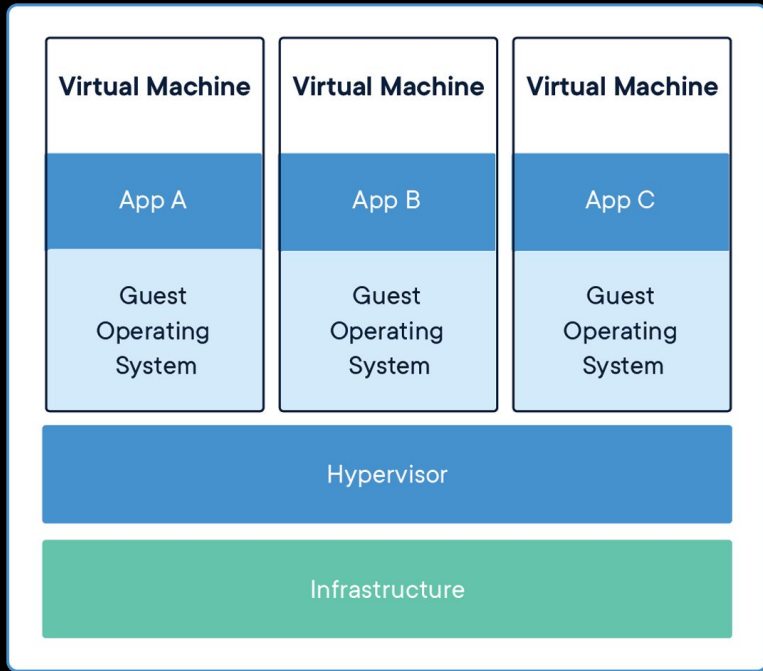 Virtual Machine
App A
Guest
Operating
System
Virtual Machine
App B
Guest
Operating
System
Virtual Machine
App C
Guest
Operating
System
Hypervisor
Infrastructure